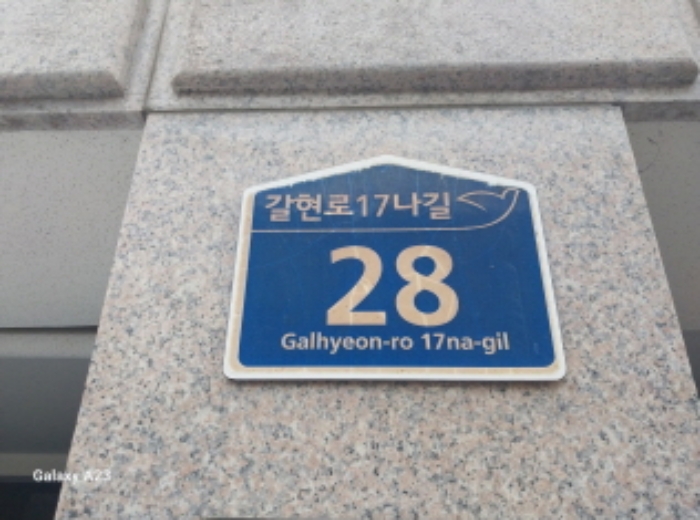 갈현로17나길
28
Galhyeon-ro 17na-gil
Galaxy A23